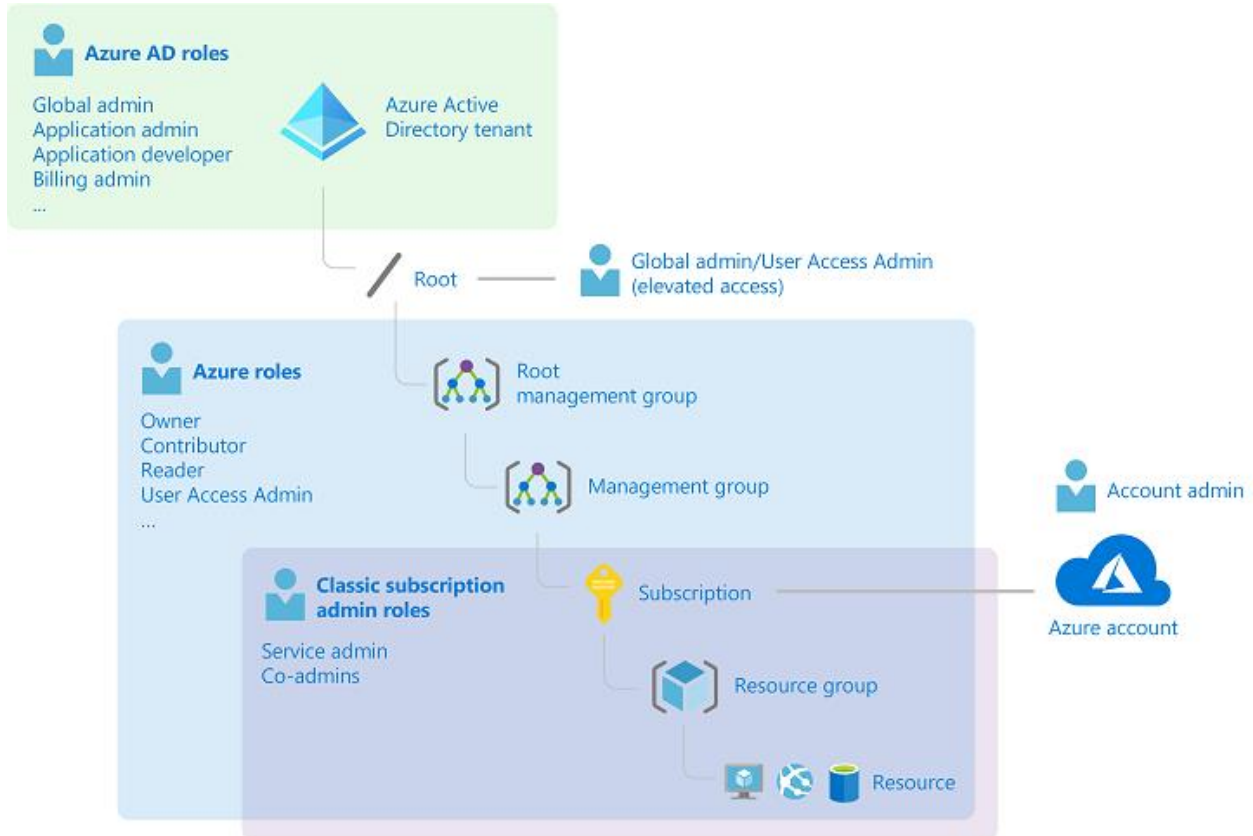 Azure AD roles
Global admin
Application admin
Application developer
Billing admin
...
Azure Active
Directory tenant
Root
Global admin/User Access Admin
(elevated access)
Azure roles
Owner
Contributor
Reader
User Access Admin
...
Root
management group
Management group
Account admin
Azure account
Classic subscription
admin roles
Service admin
Co-admins
Subscription
Resource group
Resource